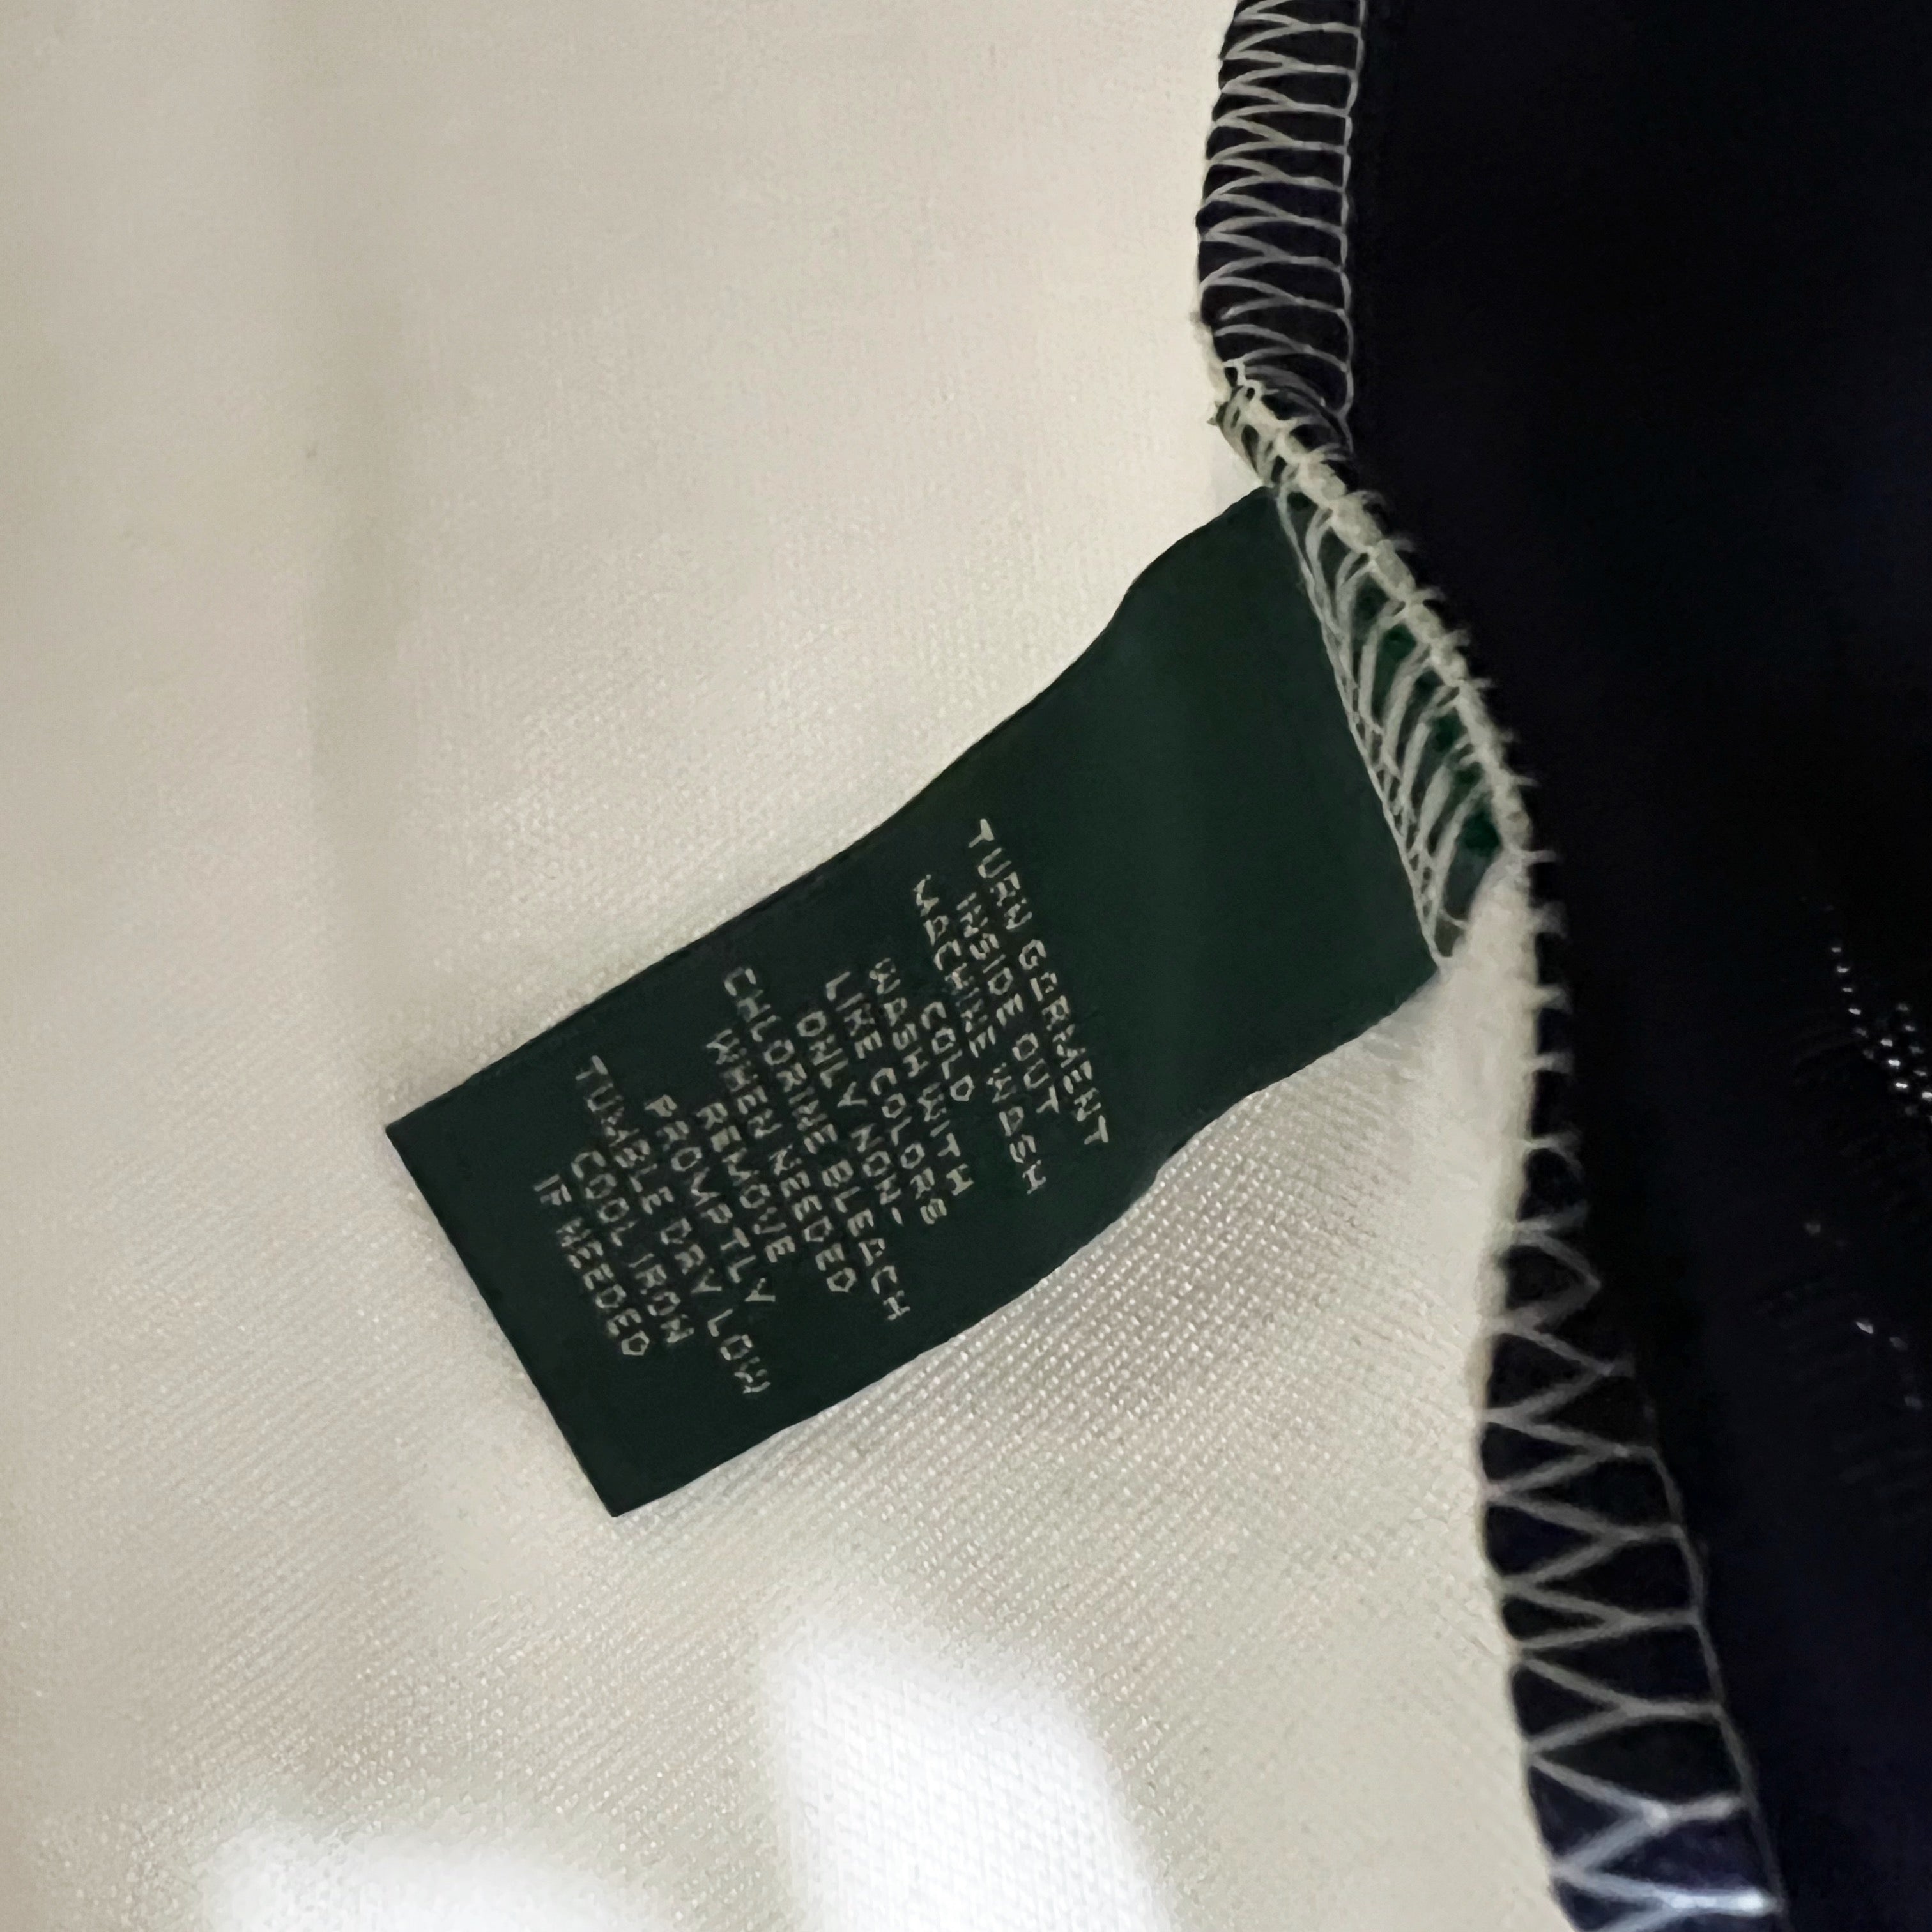 TURN GARMENT
INSIDE OUT
MACHINE WASH
COLD
WASH WITH
LIKE COLORS
ONLY NON-
CHLORINE BLEACH
WHEN NEEDED
REMOVE
PROMPTLY
TUMBLE DRY LOW
COOL IRON
IF NEEDED